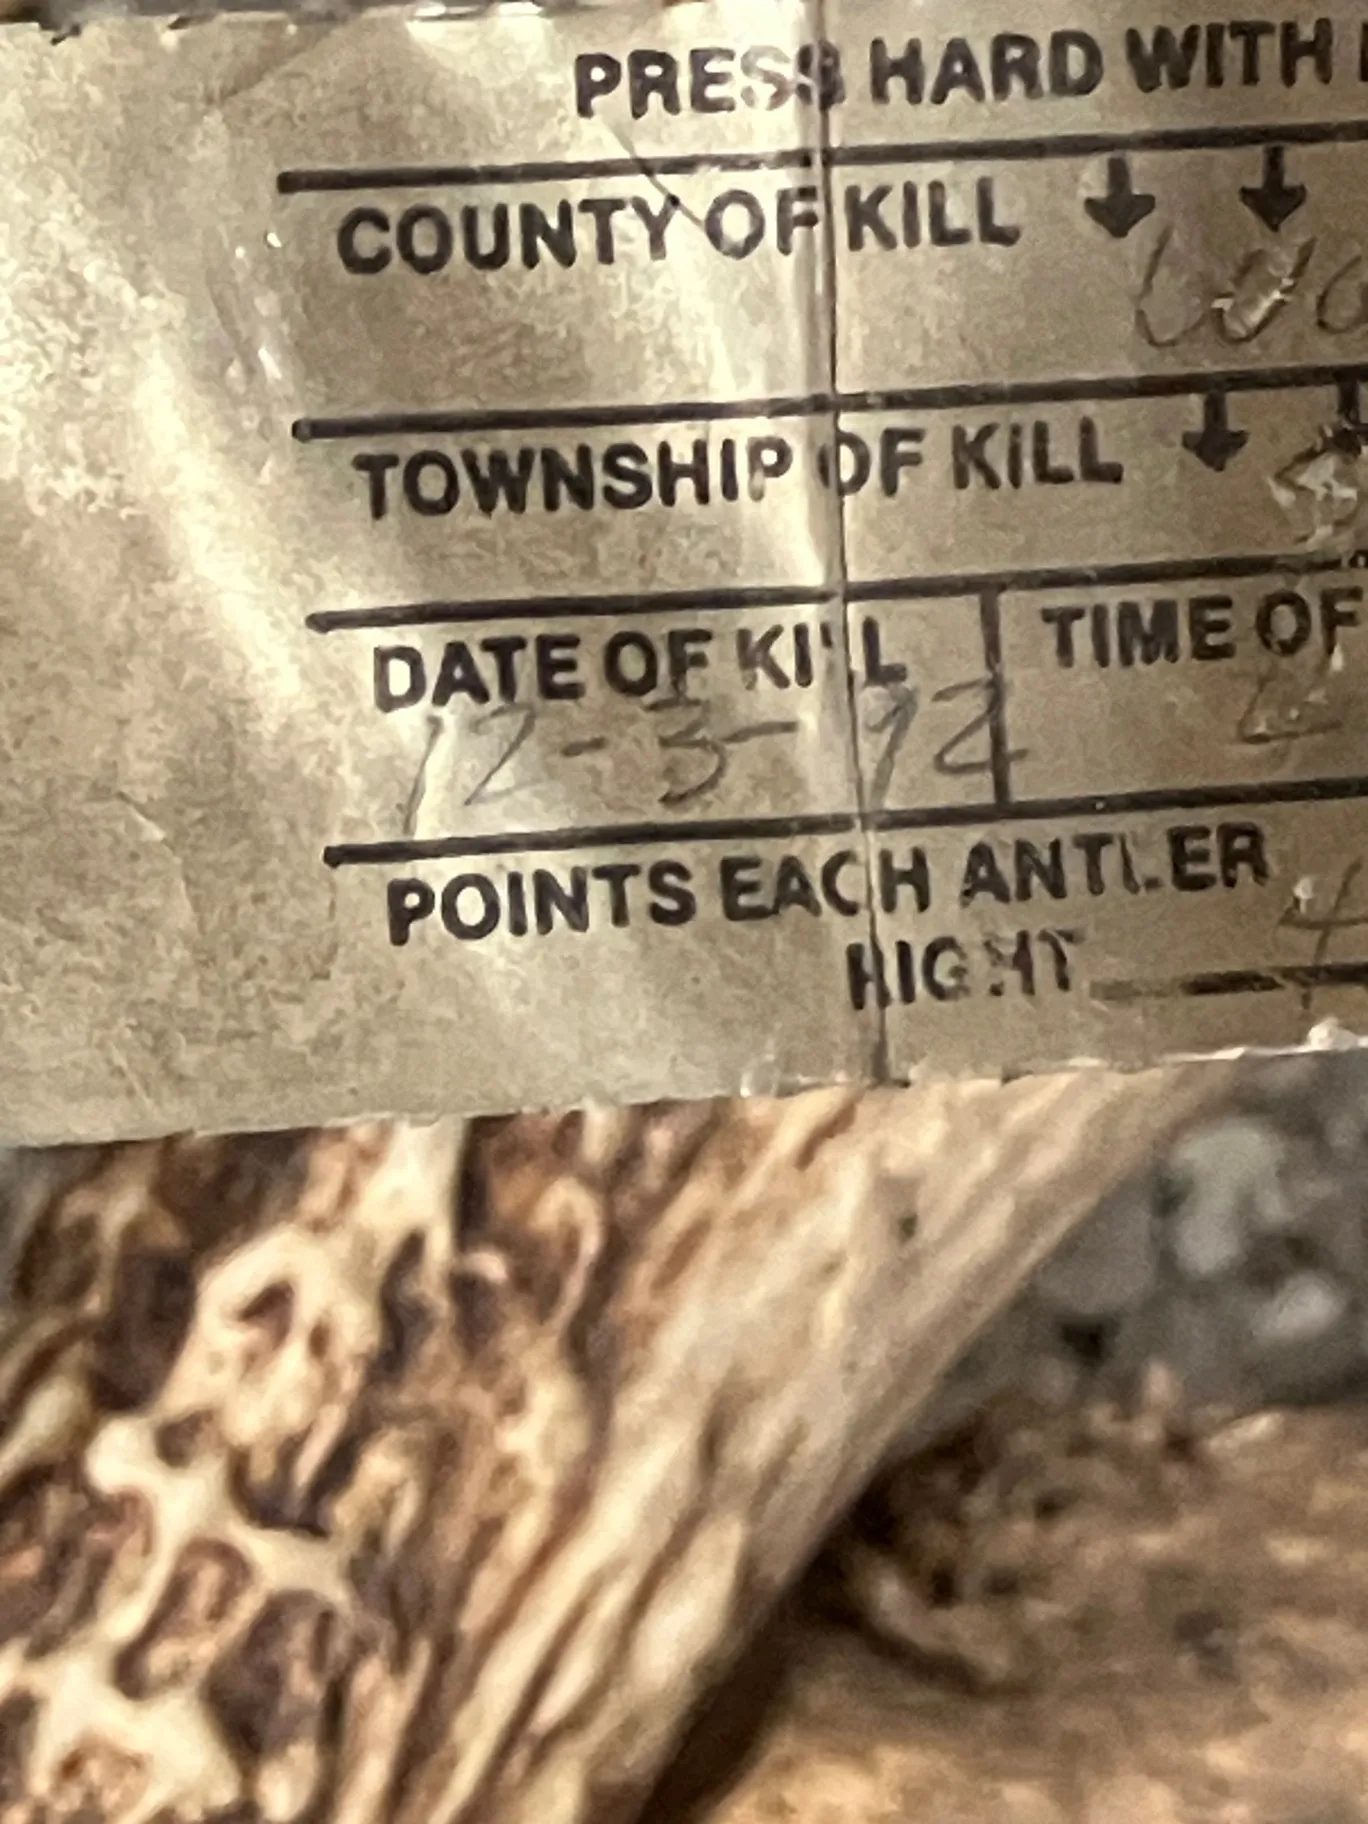 PRESS HARD WITH
COUNTY OF KILL
TOWNSHIP OF KILL
DATE OF KILL TIME OF
12-3-92
POINTS EACH ANTLER
RIGHT 4